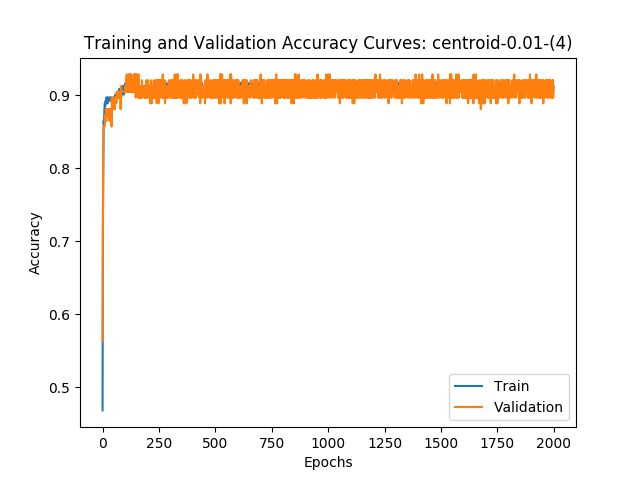 Training and Validation Accuracy Curves: centroid-0.01-(4)
Accuracy
0.9
0.8
0.7
0.6
0.5
Train
Validation
0 250 500 750 1000 1250 1500 1750 2000
Epochs